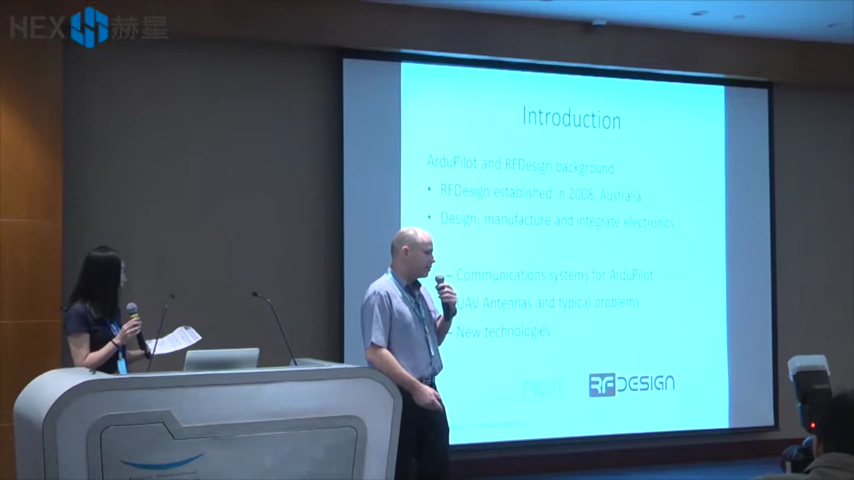 HEX 赫星
Introduction
ArduPilot and RFDesign background
• RFDesign established in 2008, Australia
• Design, manufacture and integrate electronics
– Communications systems for ArduPilot
UAV Antennas and typical problems
– New technologies
RFDESIGN